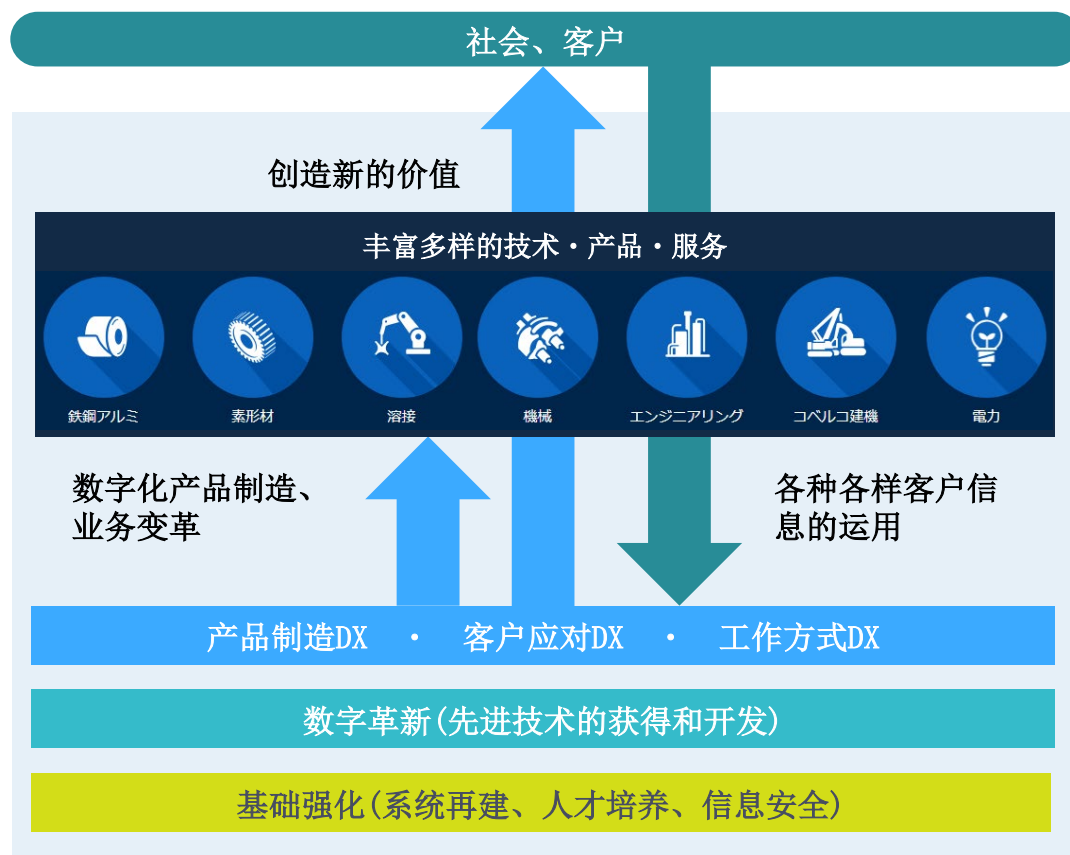 社会、客户
创造新的价值
丰富多样的技术・产品・服务
鉄鋼アルミ
素形材
溶接
機械
エンジニアリング
コベルコ建機
電力
数字化产品制造、
业务变革
各种各样客户信
息的运用
产品制造DX ・ 客户应对DX ・ 工作方式DX
数字革新(先进技术的获得和开发)
基础强化(系统再建、人才培养、信息安全)